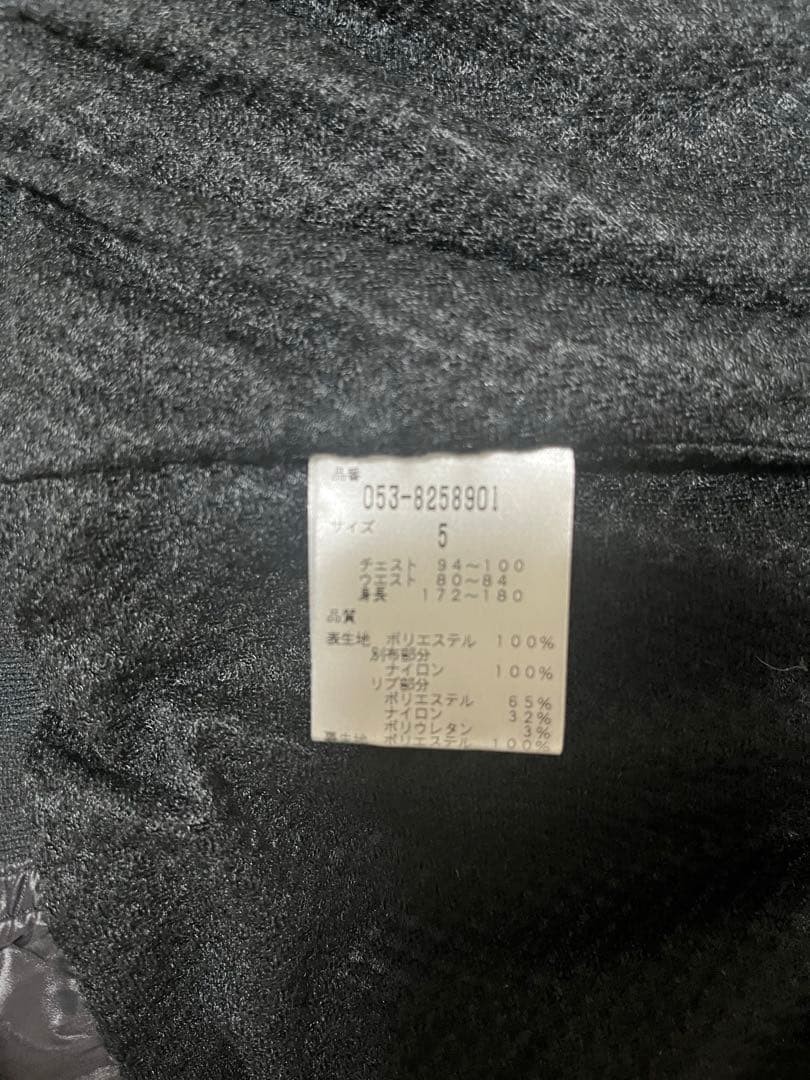 品番
053-8258901
サイズ
5
チェスト 94～100
ウエスト 80～84
身長 172～180
品質
表生地 ポリエステル 100%
別布部分
ナイロン 100%
リブ部分
ポリエステル 65%
ナイロン 32%
ポリウレタン 3%
裏生地 ポリエステル 100%